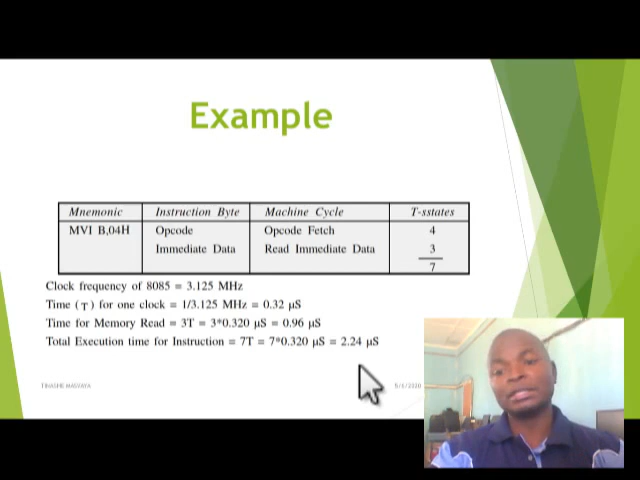 Example
Mnemonic Instruction Byte Machine Cycle T-sstates
MVI B,04H Opcode Opcode Fetch 4
Immediate Data Read Immediate Data 3
7
Clock frequency of 8085 = 3.125 MHz
Time (T) for one clock = 1/3.125 MHz = 0.32 µS
Time for Memory Read = 3T = 3*0.320 µS = 0.96 µS
Total Execution time for Instruction = 7T = 7*0.320 µS = 2.24 µS